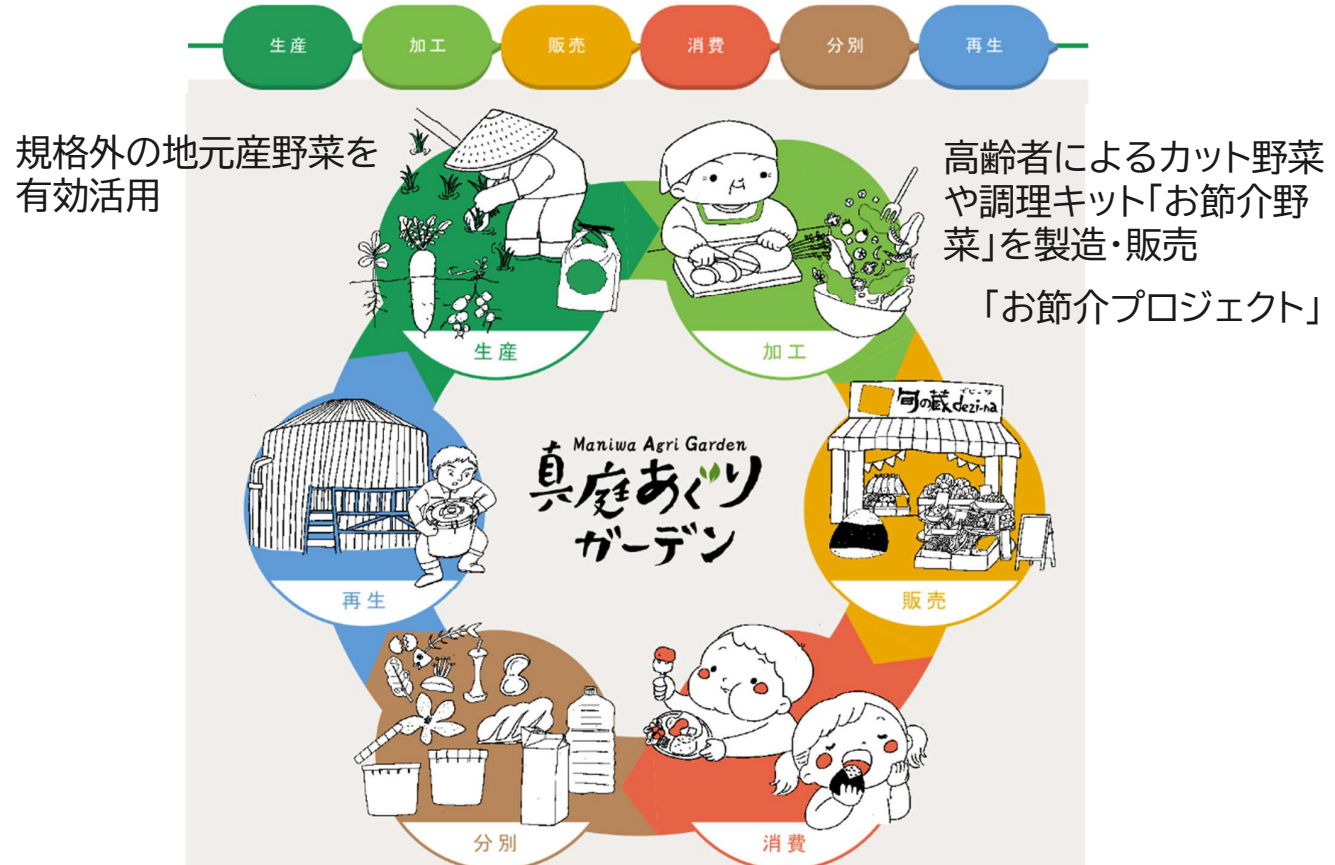 生産
加工
販売
消費
分別
再生
規格外の地元産野菜を
有効活用
高齢者によるカット野菜
や調理キット「お節介野
菜」を製造・販売
「お節介プロジェクト」
生産
加工
旬の蔵 dezi-na
デジーナ
販売
Maniwa Agri Garden
真庭あぐり
ガーデン
再生
分別
消費